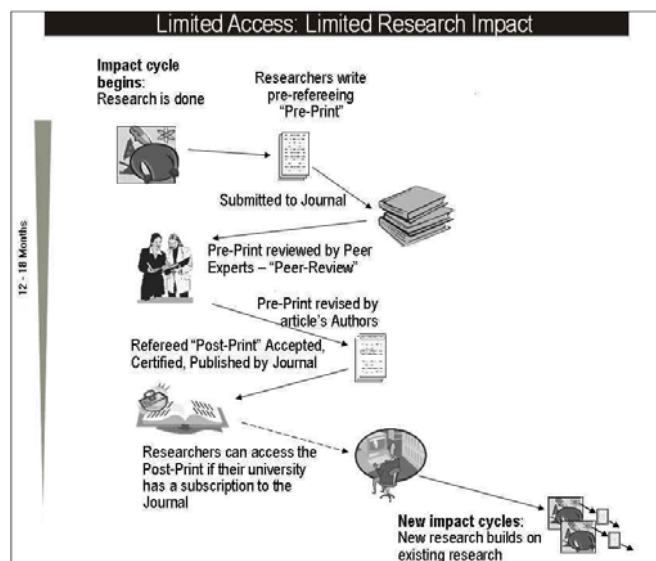 Limited Access: Limited Research Impact
Impact cycle
begins:
Research is done
Researchers write
pre-refereeing
“Pre-Print”
12 - 18 Months
Submitted to Journal
Pre-Print reviewed by Peer
Experts – “Peer-Review”
Pre-Print revised by
article's Authors
Refereed “Post-Print” Accepted,
Certified, Published by Journal
Researchers can access the
Post-Print if their university
has a subscription to the
Journal
New impact cycles:
New research builds on
existing research